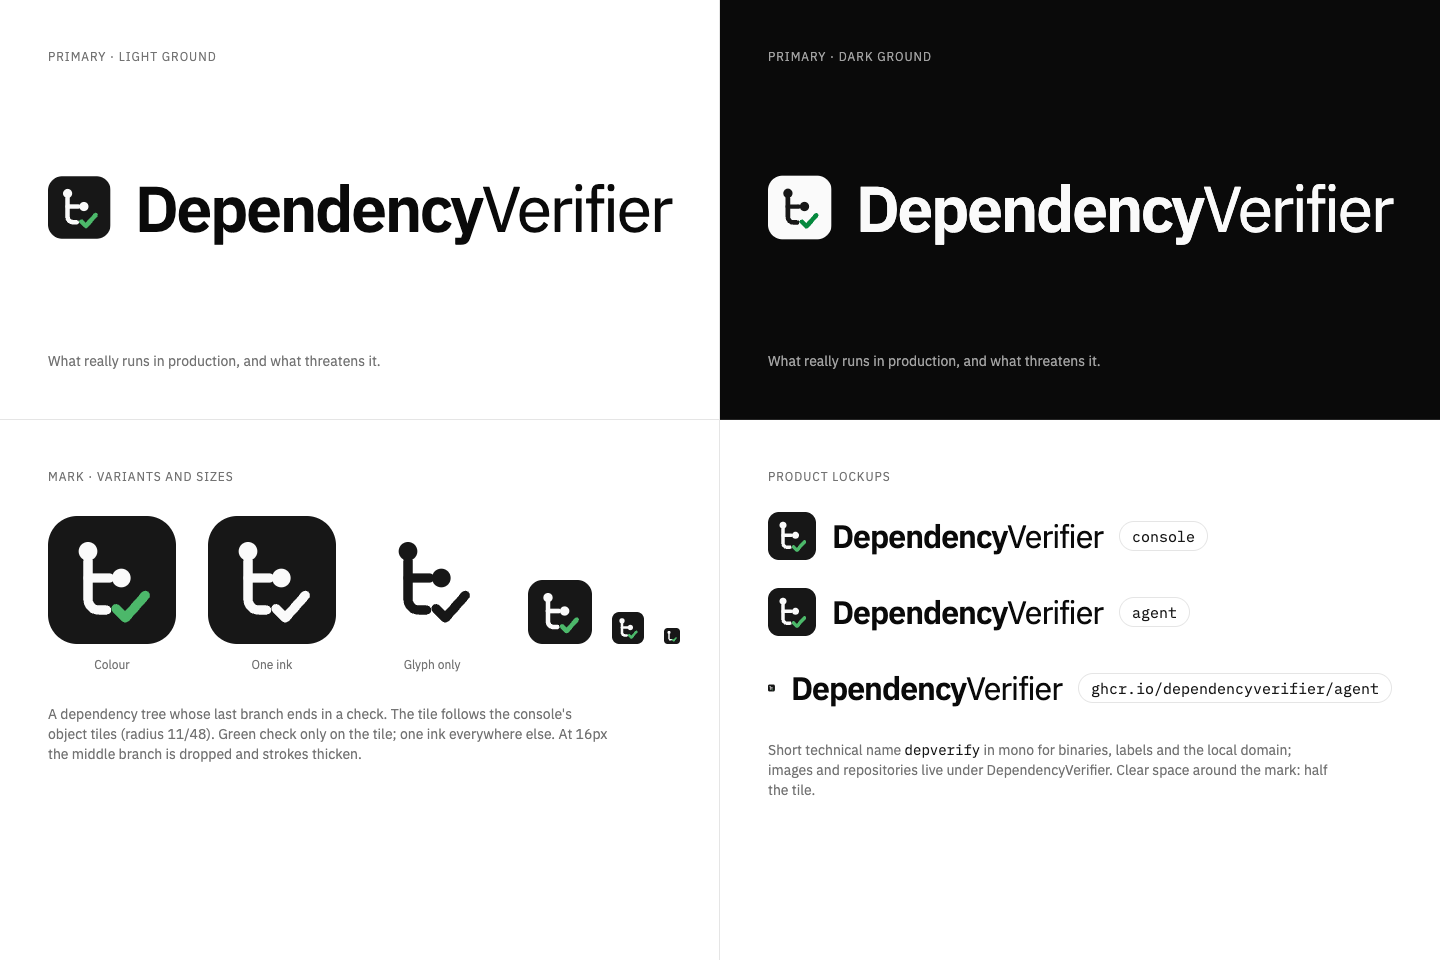 PRIMARY · LIGHT GROUND
DependencyVerifier
What really runs in production, and what threatens it.
PRIMARY · DARK GROUND
DependencyVerifier
What really runs in production, and what threatens it.
MARK · VARIANTS AND SIZES
Colour
One ink
Glyph only
A dependency tree whose last branch ends in a check. The tile follows the console's
object tiles (radius 11/48). Green check only on the tile; one ink everywhere else. At 16px
the middle branch is dropped and strokes thicken.
PRODUCT LOCKUPS
DependencyVerifier console
DependencyVerifier agent
DependencyVerifier ghcr.io/dependencyverifier/agent
Short technical name depverify in mono for binaries, labels and the local domain;
images and repositories live under DependencyVerifier. Clear space around the mark: half
the tile.